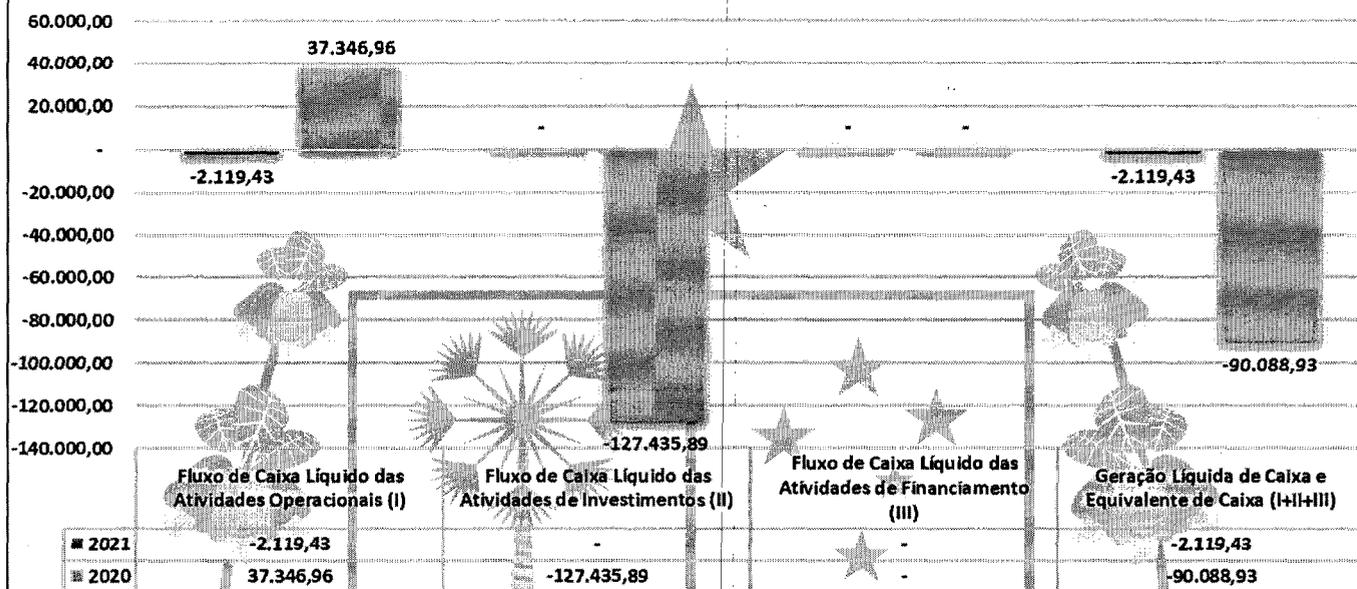 60.000,00
37.346,96
40.000,00
20.000,00
- - -
-
-2.119,43 -2.119,43
-20.000,00
-40.000,00
-60.000,00
-80.000,00
-100.000,00
-90.088,93
-120.000,00
-127.435,89
-140.000,00
Fluxo de Caixa Líquido das
Atividades Operacionais (I)
Fluxo de Caixa Líquido das
Atividades de Investimentos (II)
Fluxo de Caixa Líquido das
Atividades de Financiamento
(III)
Geração Líquida de Caixa e
Equivalente de Caixa (I+II+III)
2021 -2.119,43 - - -2.119,43
2020 37.346,96 -127.435,89 - -90.088,93